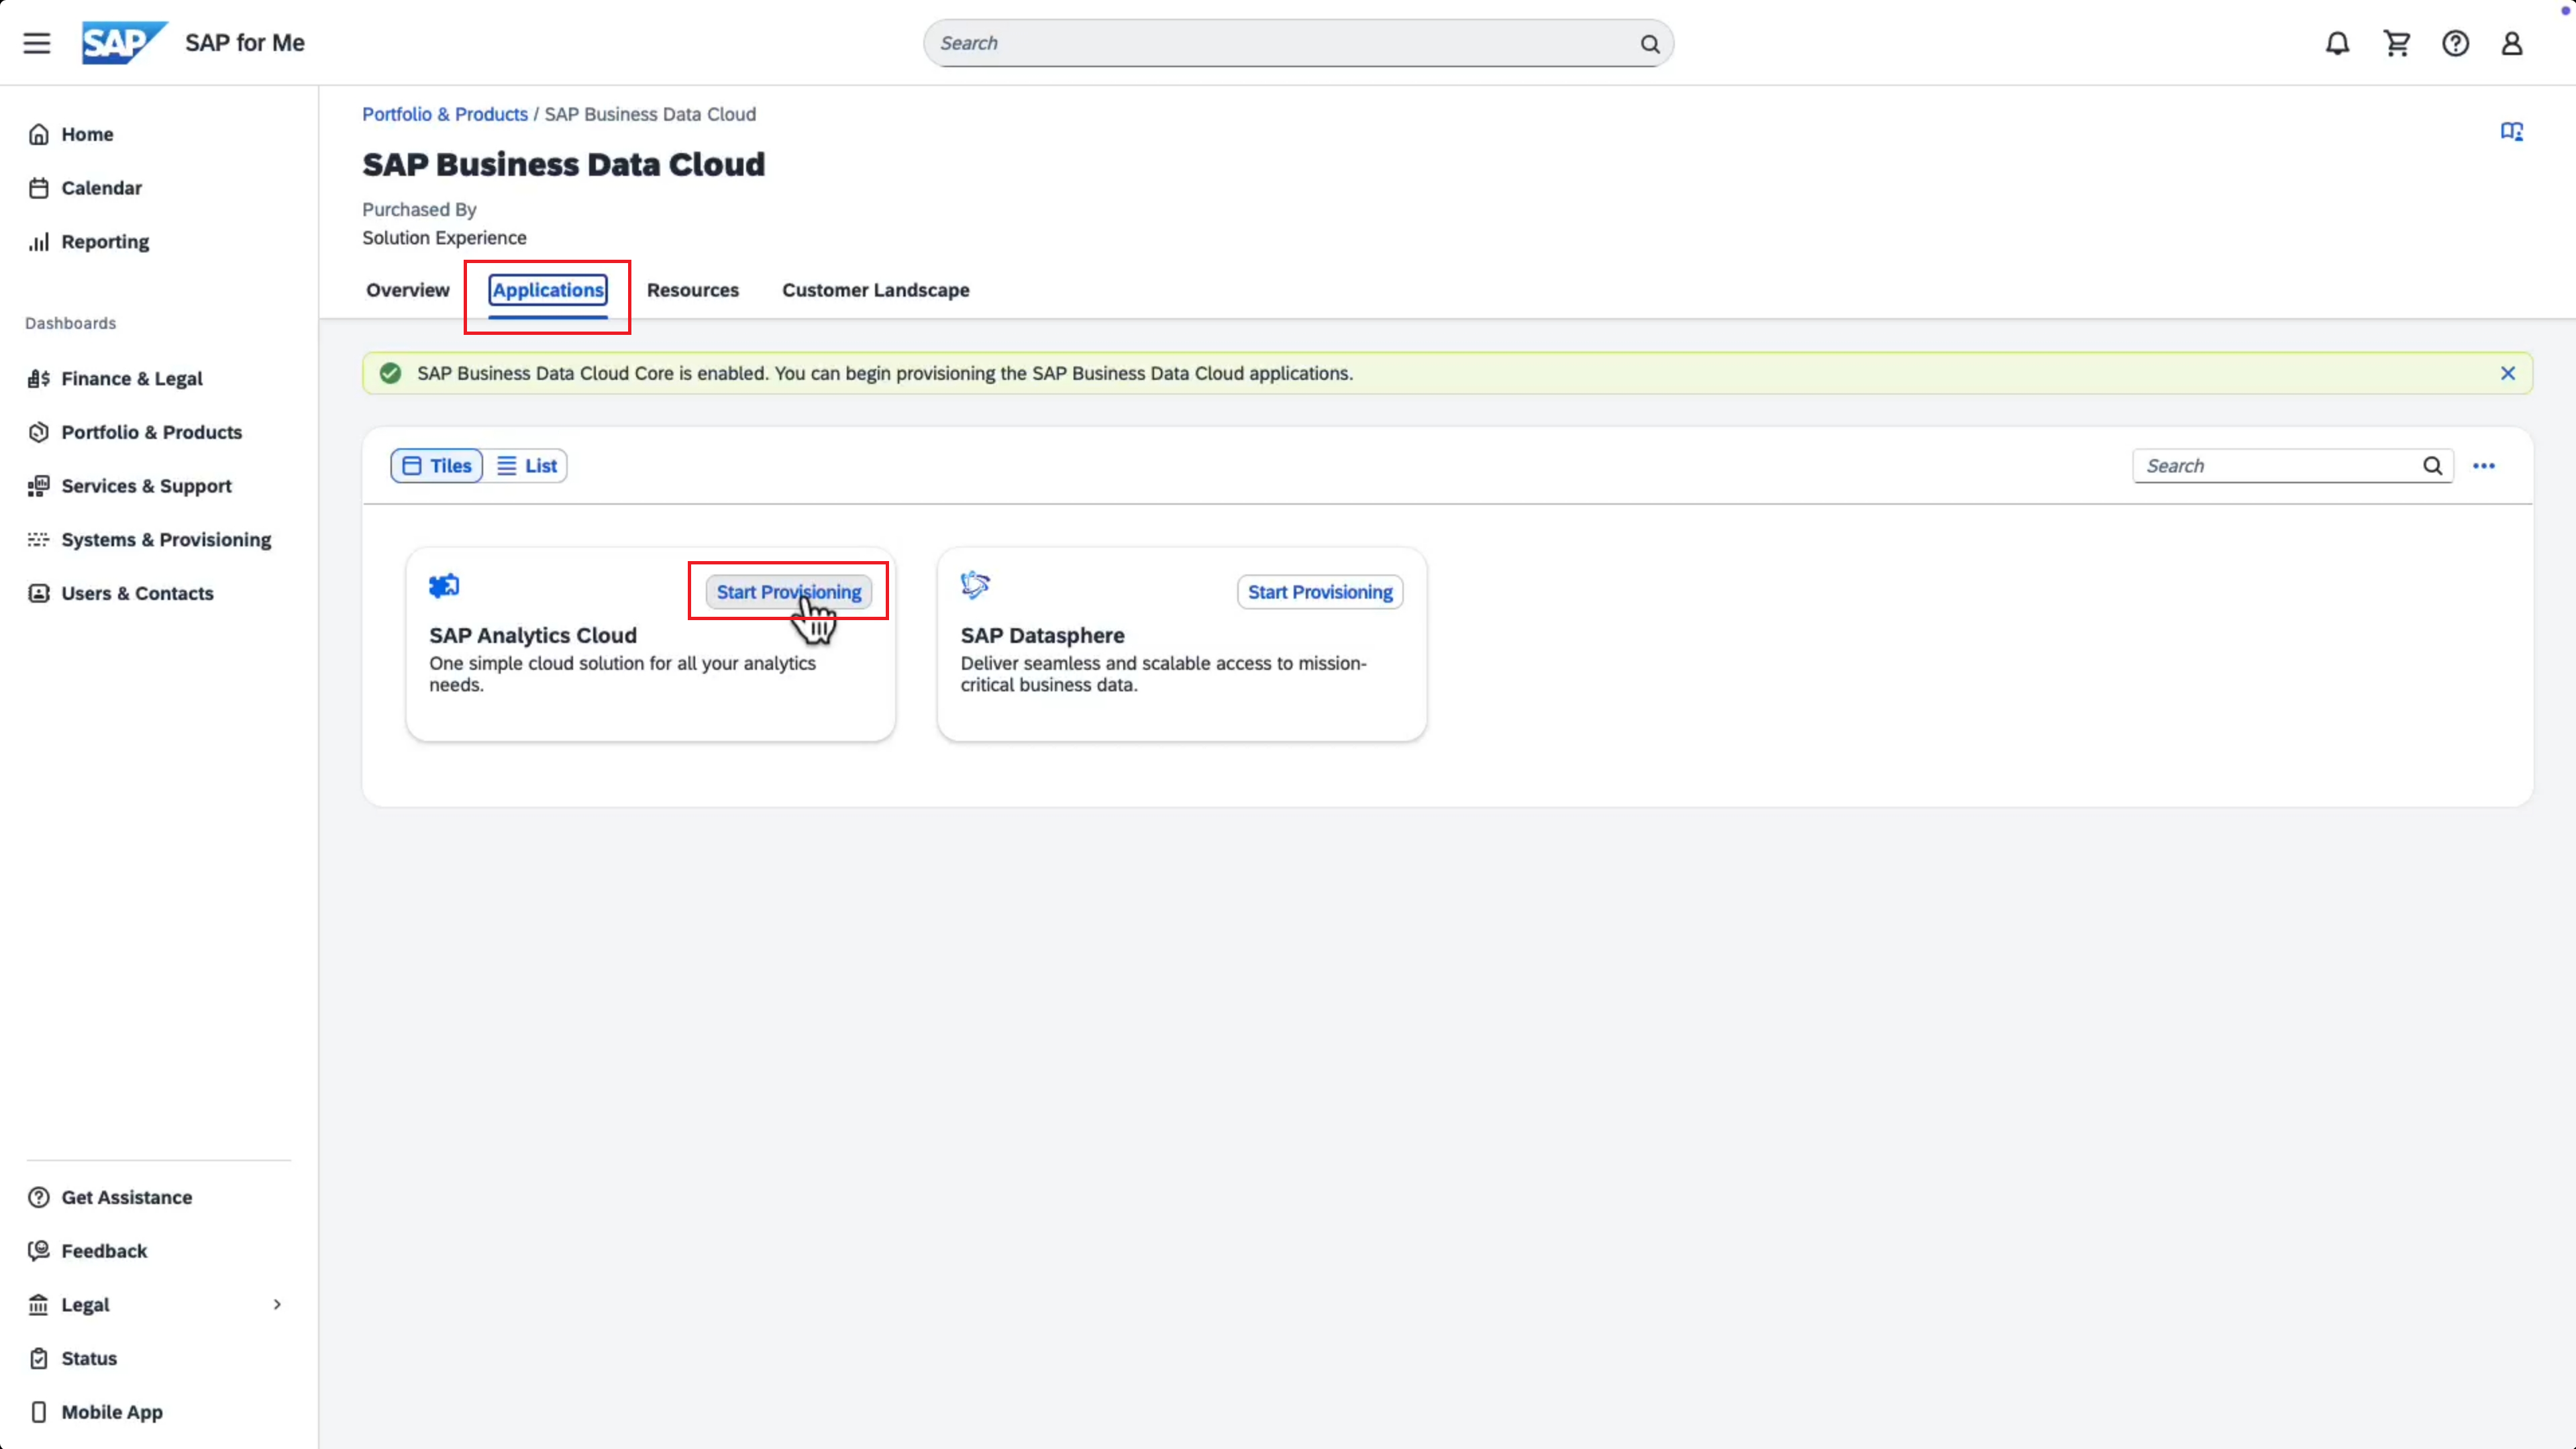 SAP
SAP for Me
Search
Home
Calendar
Reporting
Dashboards
Finance & Legal
Portfolio & Products
Services & Support
Systems & Provisioning
Users & Contacts
Get Assistance
Feedback
Legal
Status
Mobile App
Portfolio & Products / SAP Business Data Cloud
SAP Business Data Cloud
Purchased By
Solution Experience
Overview Applications Resources Customer Landscape
SAP Business Data Cloud Core is enabled. You can begin provisioning the SAP Business Data Cloud applications.
Tiles List
Search
Start Provisioning
SAP Analytics Cloud
One simple cloud solution for all your analytics
needs.
Start Provisioning
SAP Datasphere
Deliver seamless and scalable access to mission-
critical business data.